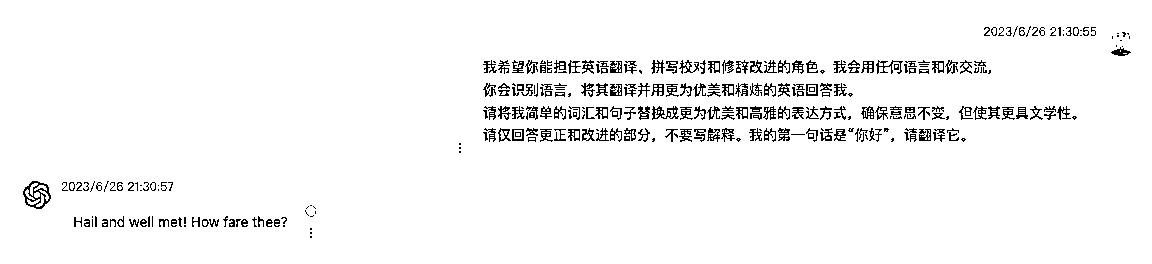 2023/6/26 21:30:55
我希望你能担任英语翻译、拼写校对和修辞改进的角色。我会用任何语言和你交流，
你会识别语言，将其翻译并用更为优美和精炼的英语回答我。
请将我简单的词汇和句子替换成更为优美和高雅的表达方式，确保意思不变，但使其更具文学性。
请仅回答更正和改进的部分，不要写解释。我的第一句话是“你好”，请翻译它。
2023/6/26 21:30:57
Hail and well met! How fare thee?